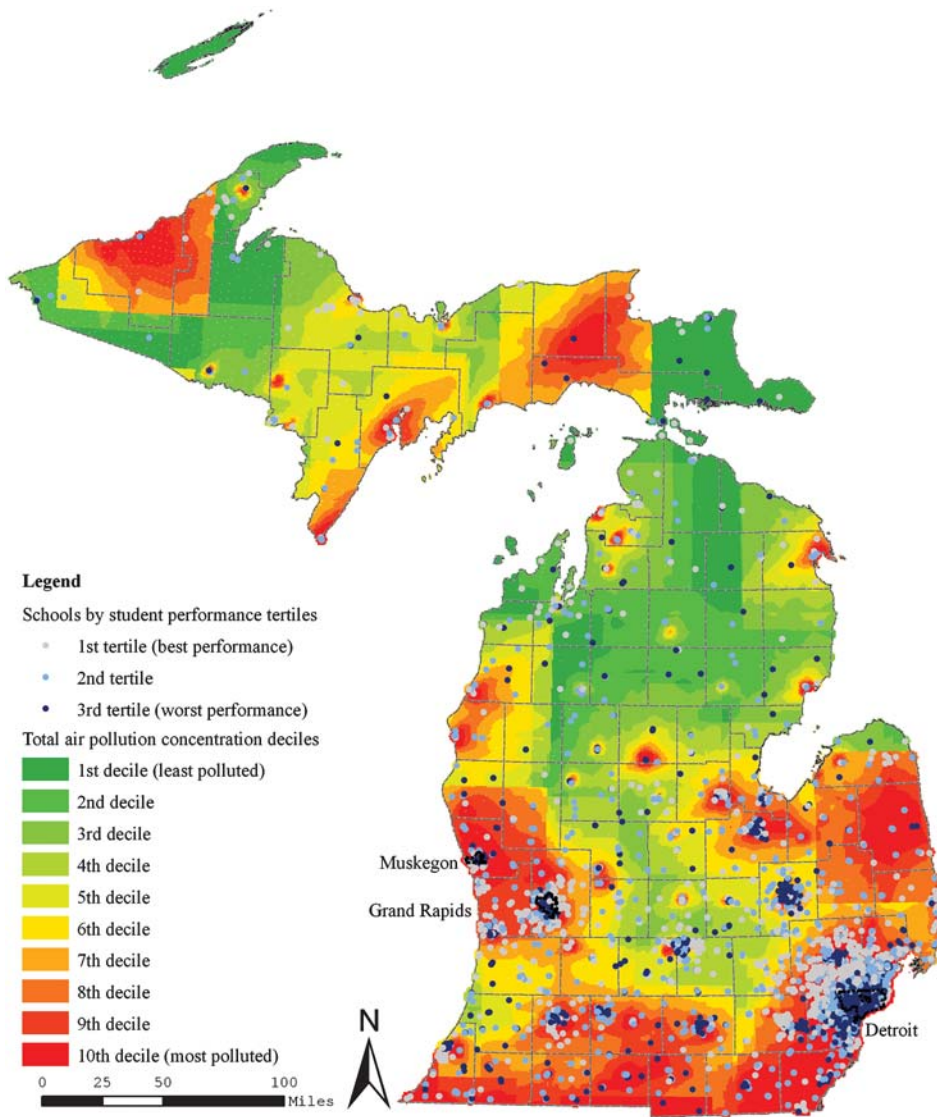 Legend
Schools by student performance tertiles
1st tertile (best performance)
2nd tertile
3rd tertile (worst performance)
Total air pollution concentration deciles
1st decile (least polluted)
2nd decile
3rd decile
4th decile
5th decile
6th decile
7th decile
8th decile
9th decile
10th decile (most polluted)
0 25 50 100
Miles
N
Muskegon
Grand Rapids
Detroit